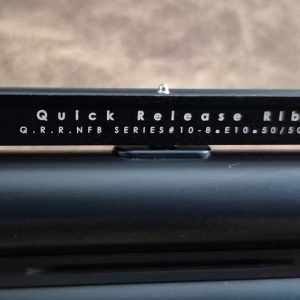 Quick Release Rib
Q.R.R.NFB SERIES#10-8.E10.50/50